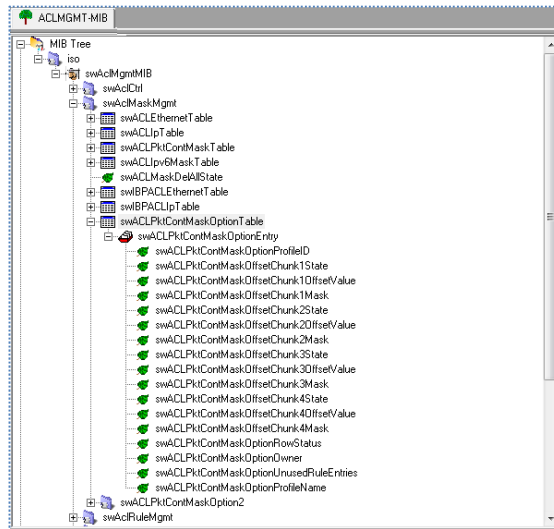 ACLMGMT-MIB
MIB Tree
iso
swAclMgmtMIB
swAclCtrl
swAclMaskMgmt
swACLEthernetTable
swACLIpTable
swACLPktContMaskTable
swACLIpv6MaskTable
swACLMaskDelAllState
swIBPACLEthernetTable
swIBPACLIpTable
swACLPktContMaskOptionTable
swACLPktContMaskOptionEntry
swACLPktContMaskOptionProfileID
swACLPktContMaskOffsetChunk1State
swACLPktContMaskOffsetChunk1OffsetValue
swACLPktContMaskOffsetChunk1Mask
swACLPktContMaskOffsetChunk2State
swACLPktContMaskOffsetChunk2OffsetValue
swACLPktContMaskOffsetChunk2Mask
swACLPktContMaskOffsetChunk3State
swACLPktContMaskOffsetChunk3OffsetValue
swACLPktContMaskOffsetChunk3Mask
swACLPktContMaskOffsetChunk4State
swACLPktContMaskOffsetChunk4OffsetValue
swACLPktContMaskOffsetChunk4Mask
swACLPktContMaskOptionRowStatus
swACLPktContMaskOptionOwner
swACLPktContMaskOptionUnusedRuleEntries
swACLPktContMaskOptionProfileName
swACLPktContMaskOption2
swAclRuleMgmt